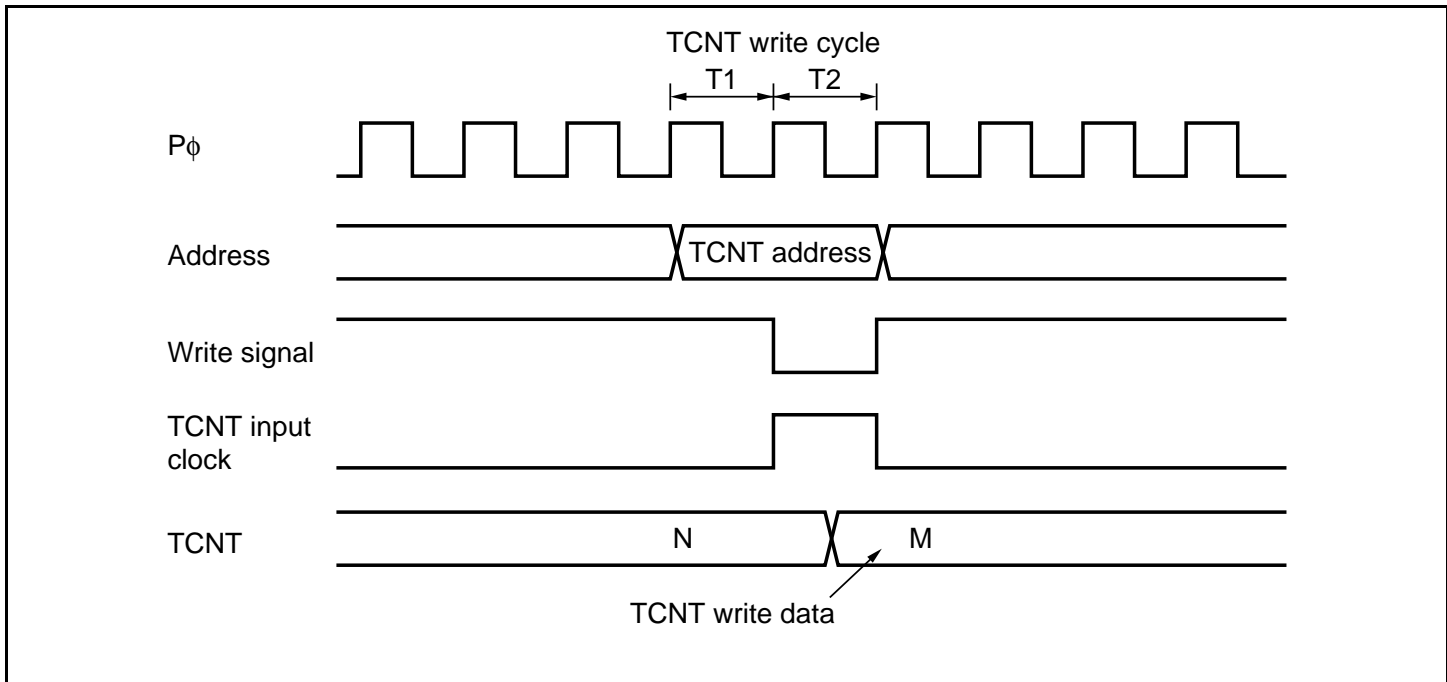 TCNT write cycle
T1 T2
Pϕ
Address
TCNT address
Write signal
TCNT input
clock
TCNT
N
M
TCNT write data